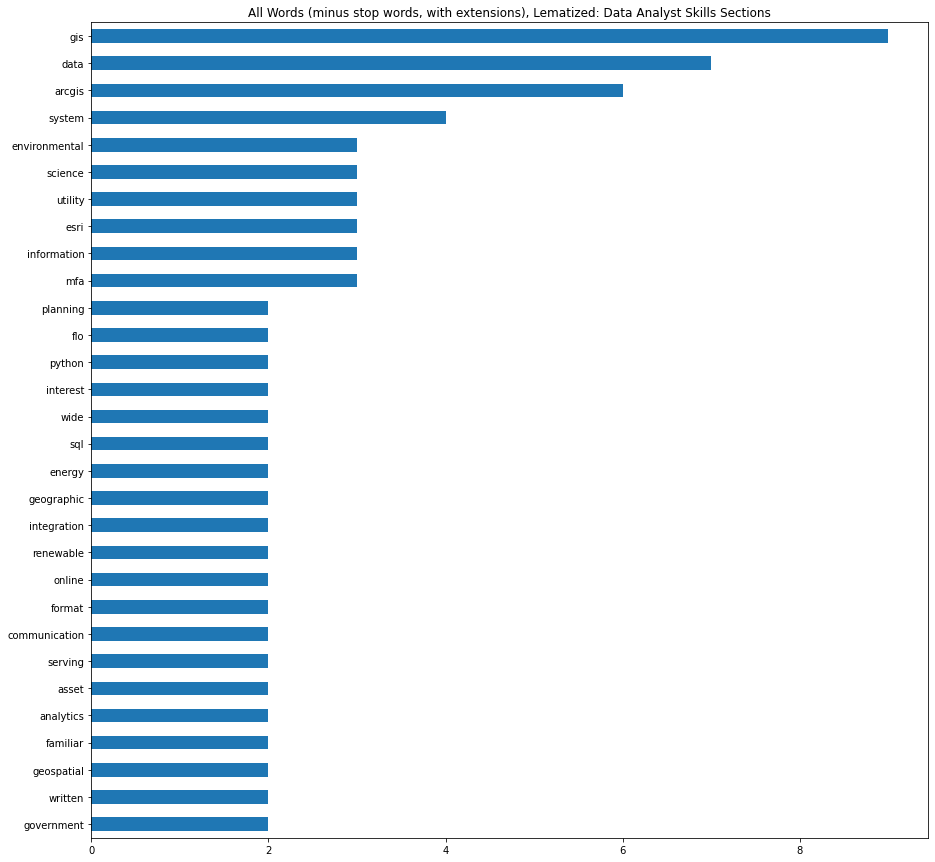 All Words (minus stop words, with extensions), Lematized: Data Analyst Skills Sections
gis
data
arcgis
system
environmental
science
utility
esri
information
mfa
planning
flo
python
interest
wide
sql
energy
geographic
integration
renewable
online
format
communication
serving
asset
analytics
familiar
geospatial
written
government
0 2 4 6 8